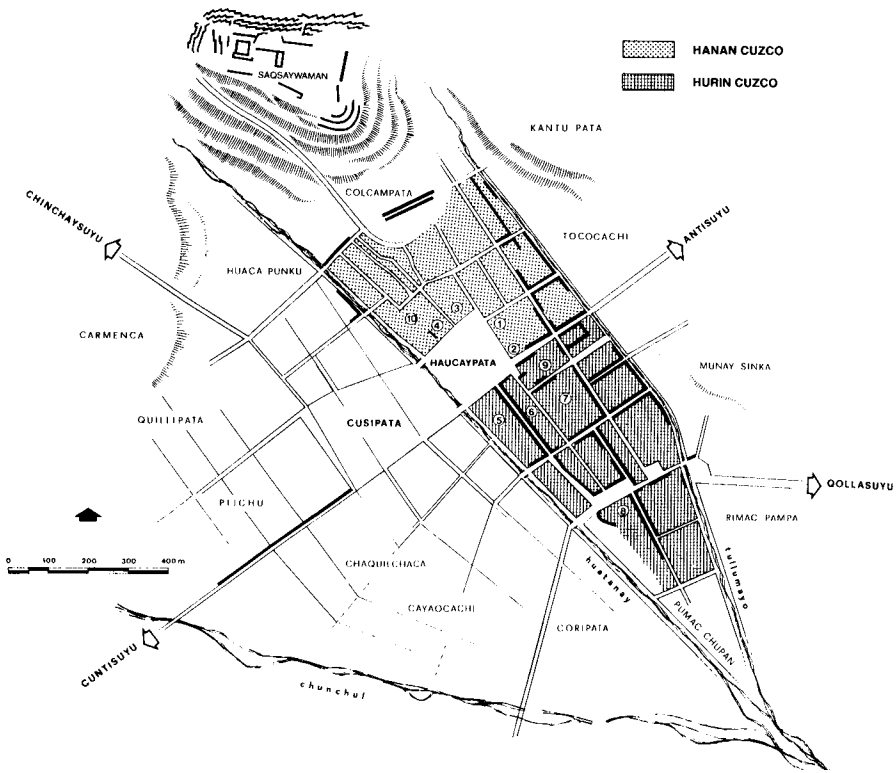 SAQSAYWAMAN
HANAN CUZCO
HURIN CUZCO
KANTU PATA
COLCAMPATA
CHINCHAYSUYU
TOCOCACHI
ANTISUYU
HUACA PUNKU
CARMENCA
10
4
3
1
2
HAUCAYPATA
9
MUNAY SINKA
QUILLIPATA
CUSIPATA
5
6
7
QOLLASUYU
PIICHU
8
RIMAC PAMPA
0 100 200 300 400 m
CHAQUILCHACA
huatanay
tullumayo
CAYAOCACHI
CORIPATA
PUMAC CHUPAN
CUNTISUYU
chunchul